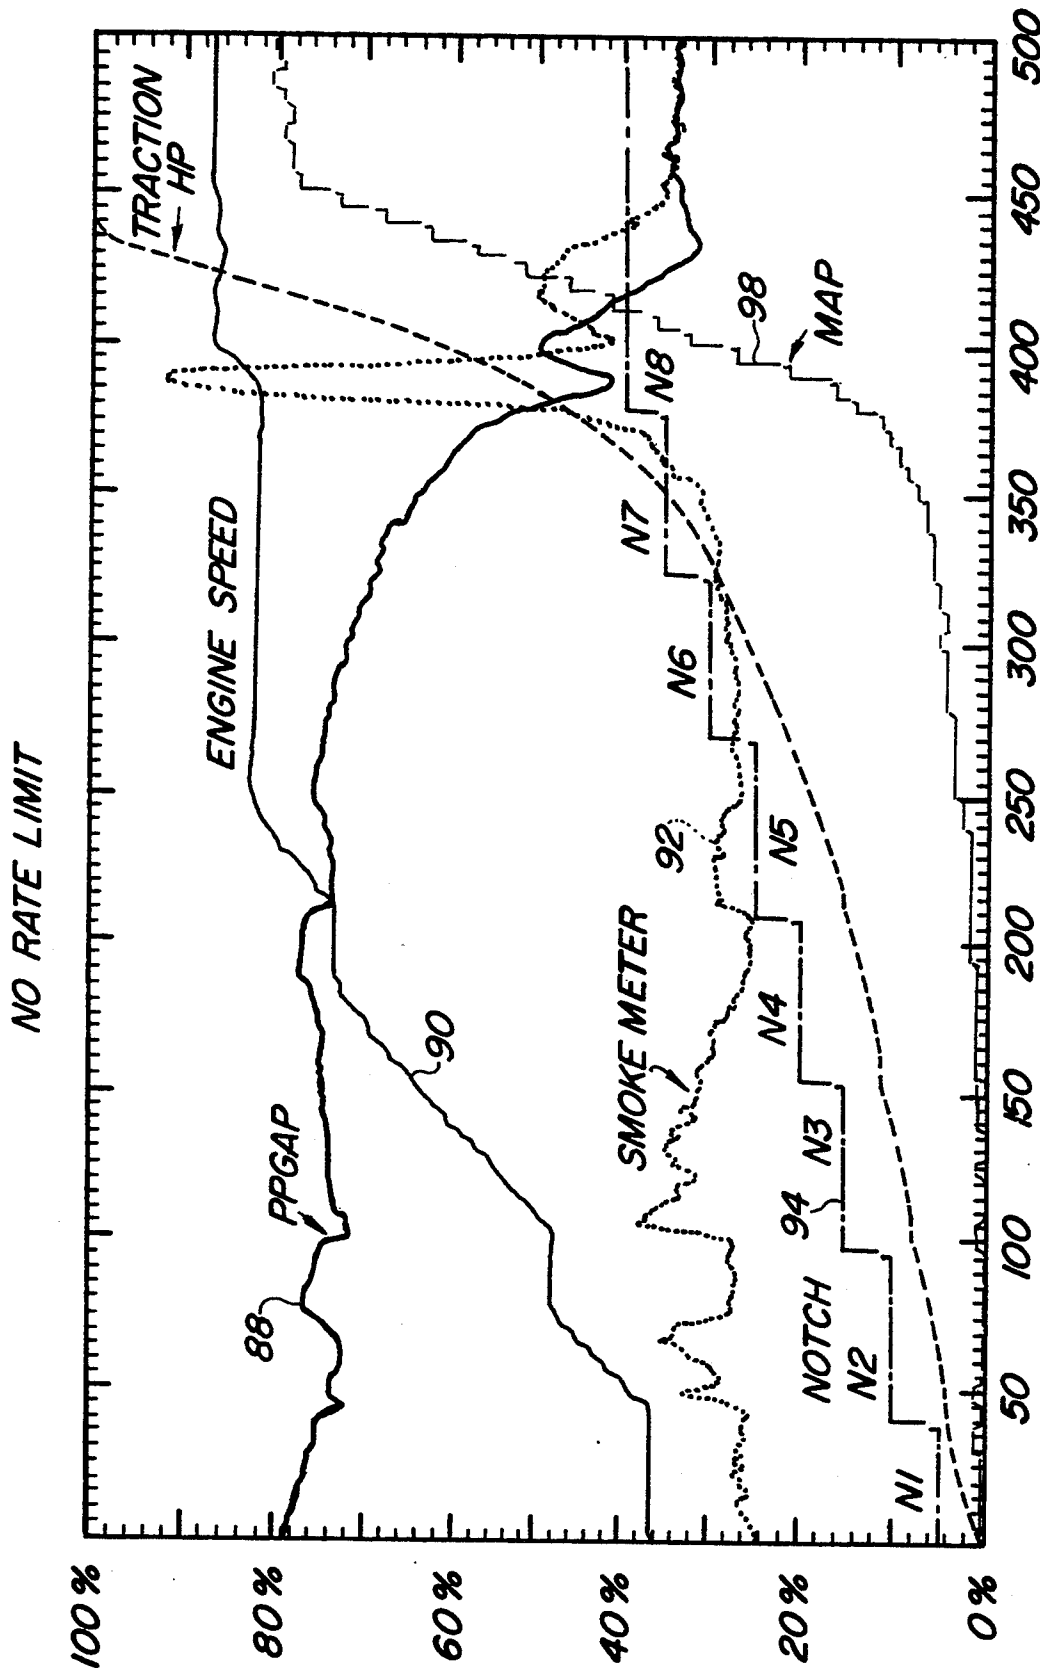 NO RATE LIMIT
100%
80%
60%
40%
20%
0%
TRACTION
HP
ENGINE SPEED
88
PPGAP
90
SMOKE METER
92
NOTCH
94
N1
N2
N3
N4
N5
N6
N7
N8
98
MAP
50
100
150
200
250
300
350
400
450
500